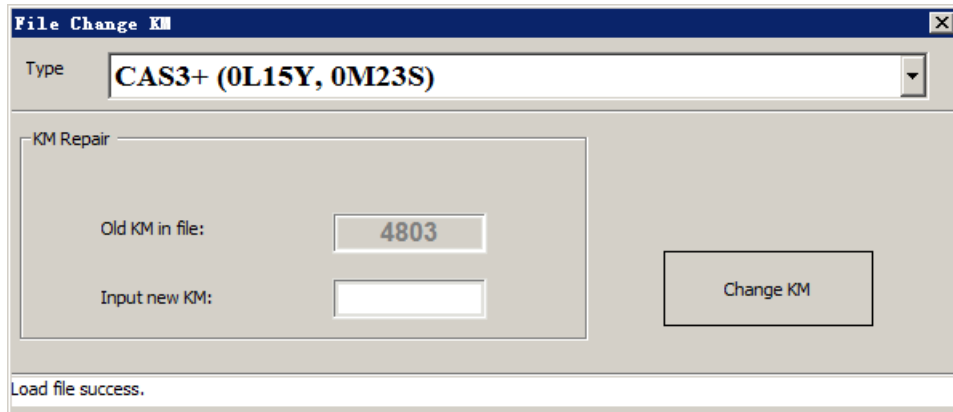 File Change KM
Type
CAS3+ (0L15Y, 0M23S)
KM Repair
Old KM in file:
4803
Input new KM:
Change KM
Load file success.